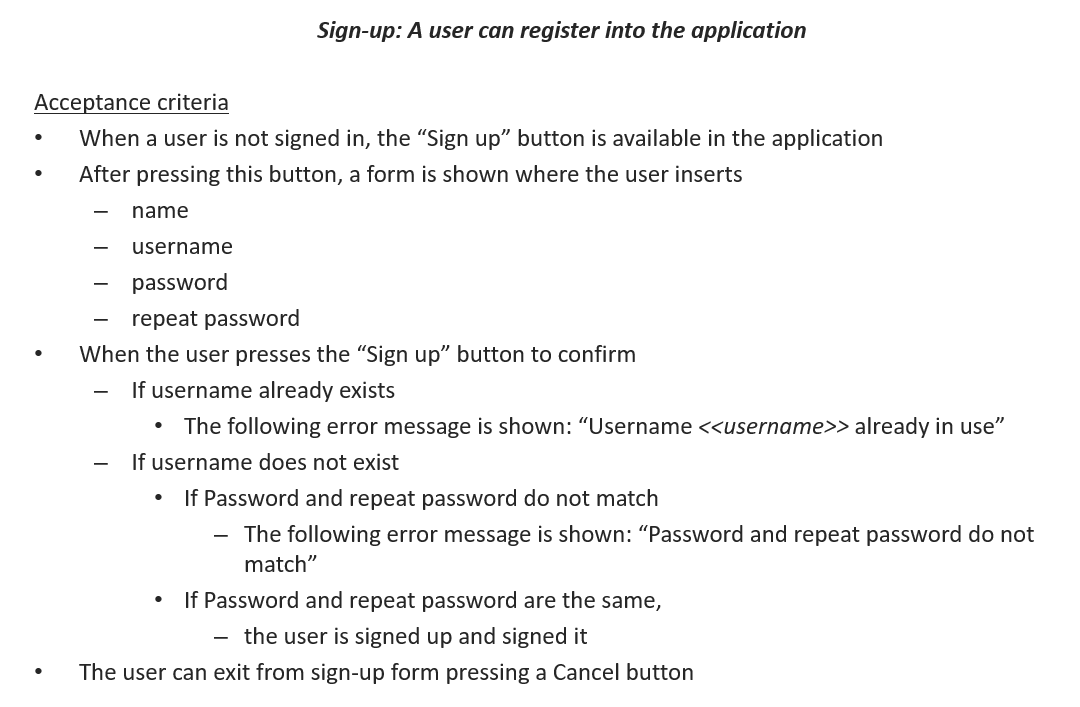 Sign-up: A user can register into the application
Acceptance criteria
• When a user is not signed in, the “Sign up” button is available in the application
• After pressing this button, a form is shown where the user inserts
– name
– username
– password
– repeat password
• When the user presses the “Sign up” button to confirm
– If username already exists
• The following error message is shown: “Username <<username>> already in use”
– If username does not exist
• If Password and repeat password do not match
– The following error message is shown: “Password and repeat password do not
match”
• If Password and repeat password are the same,
– the user is signed up and signed it
• The user can exit from sign-up form pressing a Cancel button